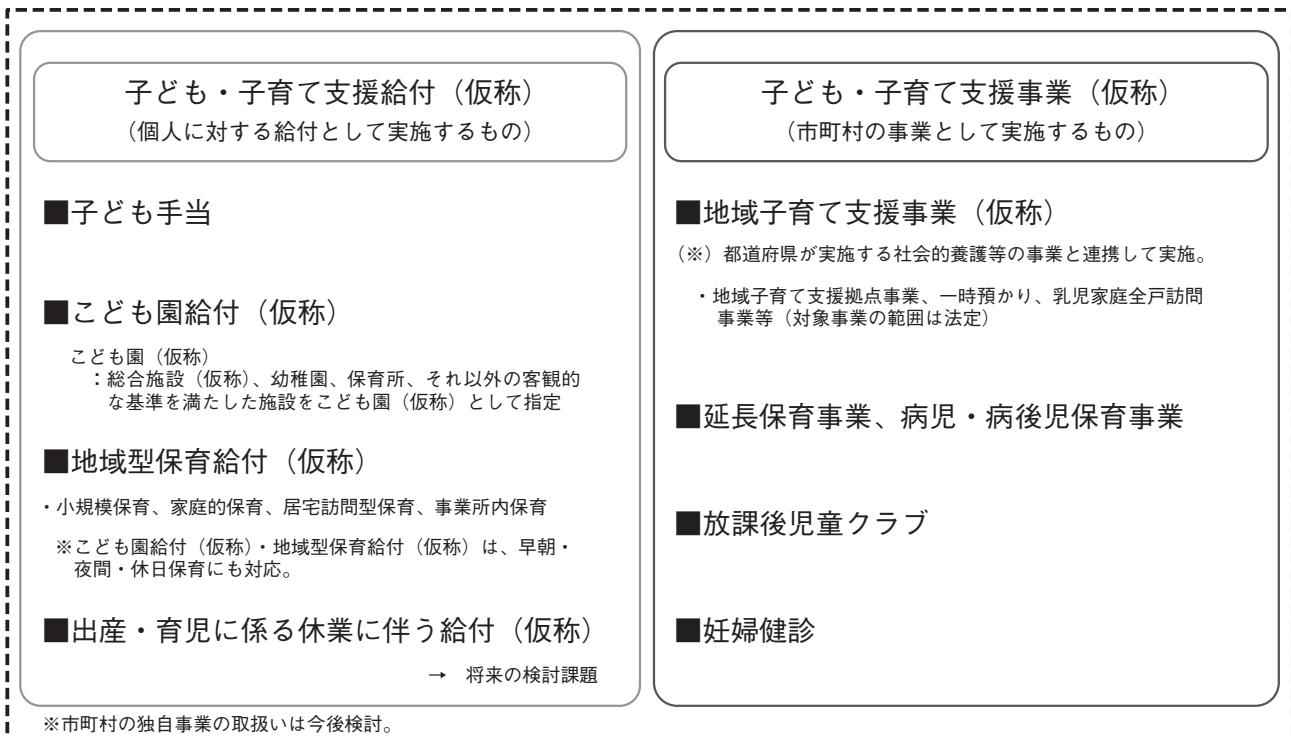 子ども・子育て支援給付（仮称）
（個人に対する給付として実施するもの）
■子ども手当
■こども園給付（仮称）
こども園（仮称）
：総合施設（仮称）、幼稚園、保育所、それ以外の客観的
な基準を満たした施設をこども園（仮称）として指定
■地域型保育給付（仮称）
・小規模保育、家庭的保育、居宅訪問型保育、事業所内保育
※こども園給付（仮称）・地域型保育給付（仮称）は、早朝・
夜間・休日保育にも対応。
■出産・育児に係る休業に伴う給付（仮称）
→　将来の検討課題
子ども・子育て支援事業（仮称）
（市町村の事業として実施するもの）
■地域子育て支援事業（仮称）
（※）都道府県が実施する社会的養護等の事業と連携して実施。
・地域子育て支援拠点事業、一時預かり、乳児家庭全戸訪問
事業等（対象事業の範囲は法定）
■延長保育事業、病児・病後児保育事業
■放課後児童クラブ
■妊婦健診
※市町村の独自事業の取扱いは今後検討。